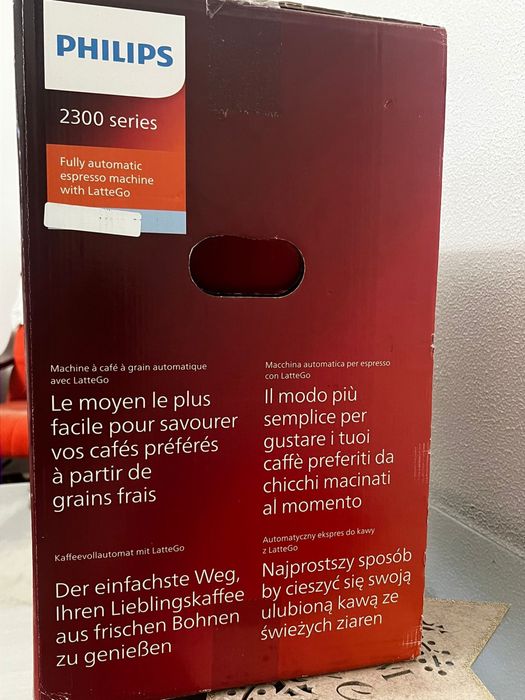 PHILIPS
2300 series
Fully automatic
espresso machine
with LatteGo
Machine à café à grain automatique
avec LatteGo
Le moyen le plus
facile pour savourer
vos cafés préférés
à partir de
grains frais
Macchina automatica per espresso
con LatteGo
Il modo più
semplice per
gustare i tuoi
caffè preferiti da
chicchi macinati
al momento
Kaffeevollautomat mit LatteGo
Der einfachste Weg,
Ihren Lieblingskaffee
aus frischen Bohnen
zu genießen
Automatyczny ekspres do kawy
z LatteGo
Najprostszy sposób
by cieszyć się swoją
ulubioną kawą ze
świeżych ziaren